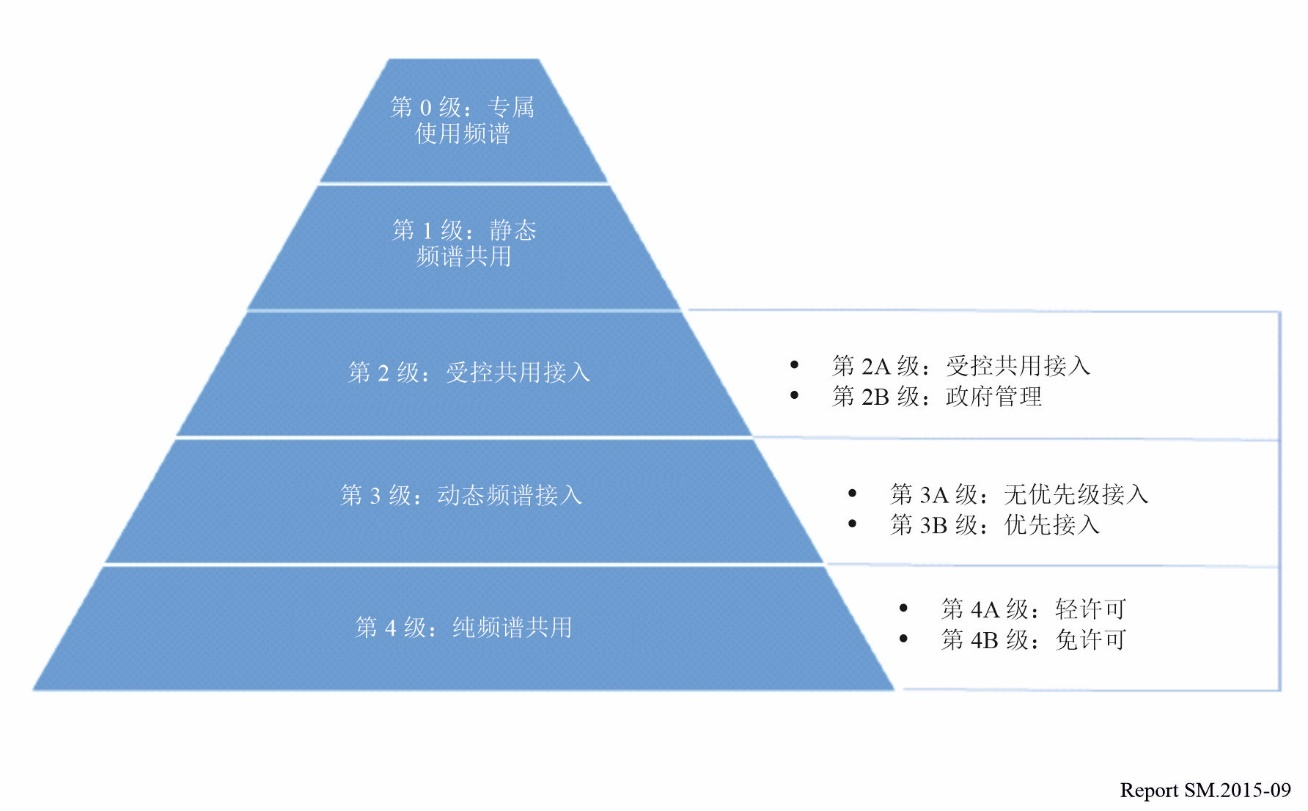 第 0 级：专属
使用频谱
第 1 级：静态
频谱共用
第 2 级：受控共用接入
• 第 2A 级：受控共用接入
• 第 2B 级：政府管理
第 3 级：动态频谱接入
• 第 3A 级：无优先级接入
• 第 3B 级：优先接入
第 4 级：纯频谱共用
• 第 4A 级：轻许可
• 第 4B 级：免许可
Report SM.2015-09